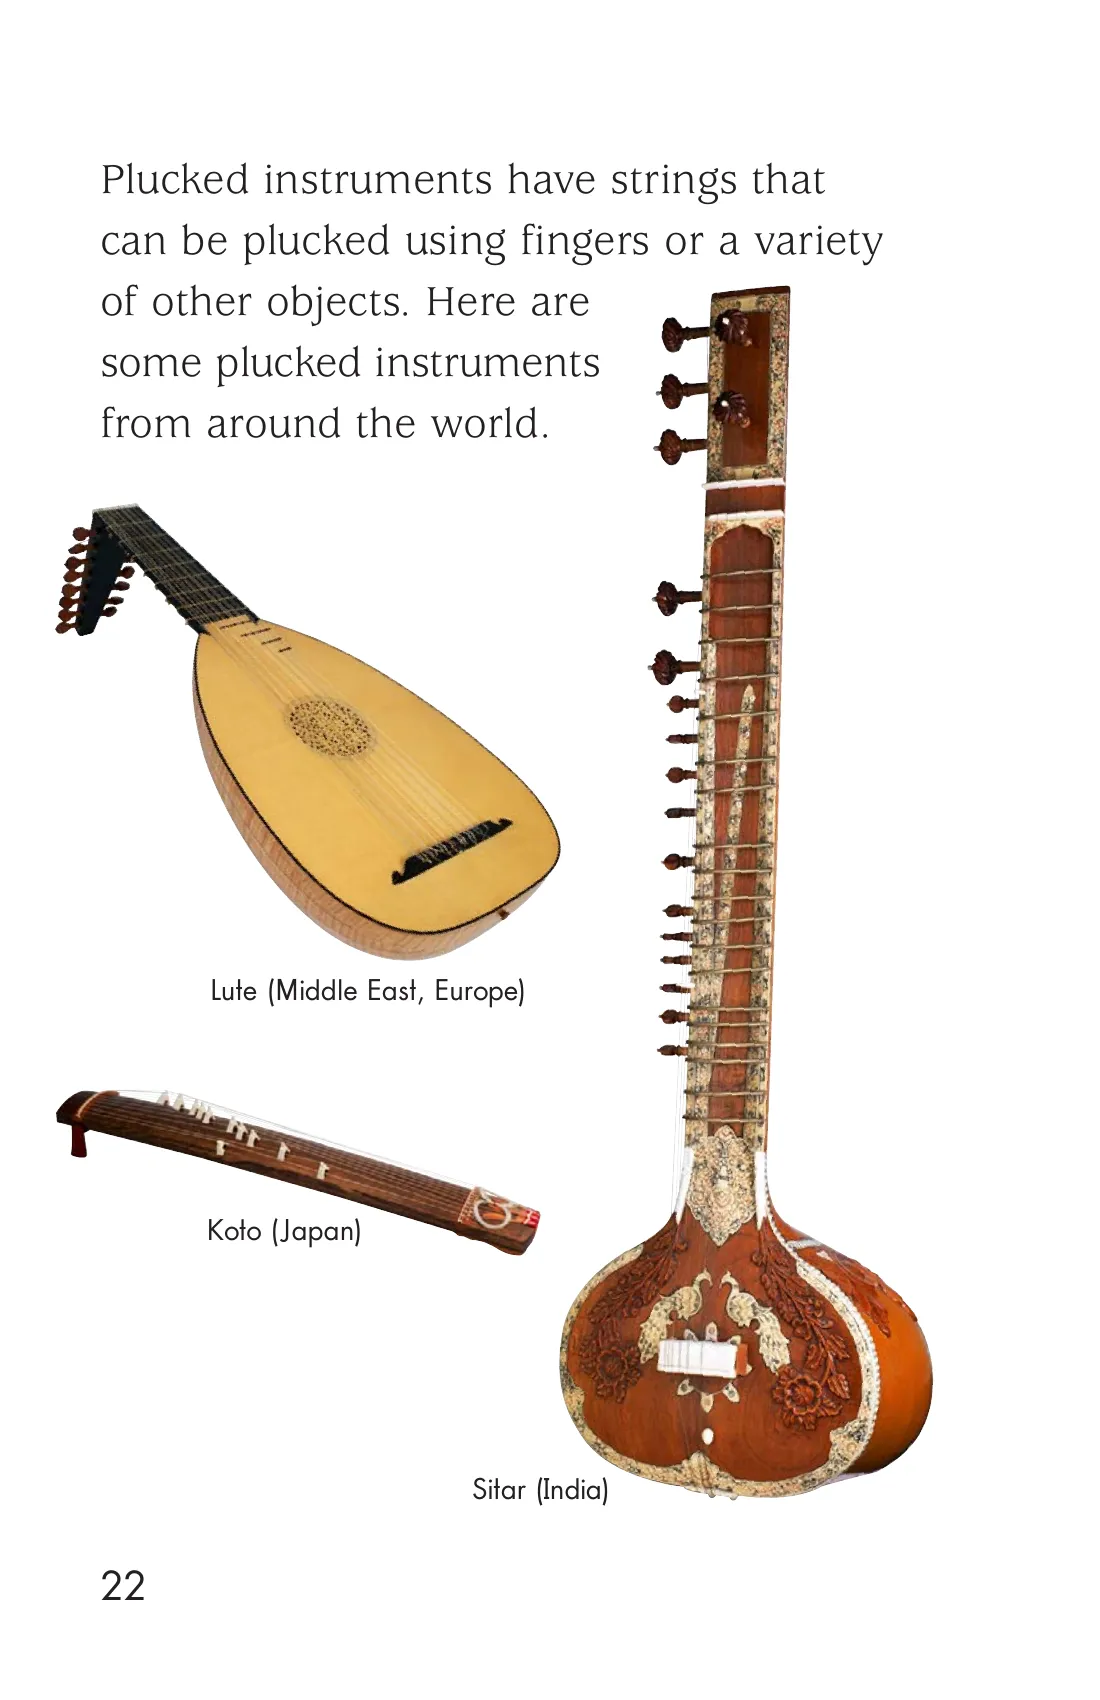 Plucked instruments have strings that
can be plucked using fingers or a variety
of other objects. Here are
some plucked instruments
from around the world.
Lute (Middle East, Europe)
Koto (Japan)
Sitar (India)
22